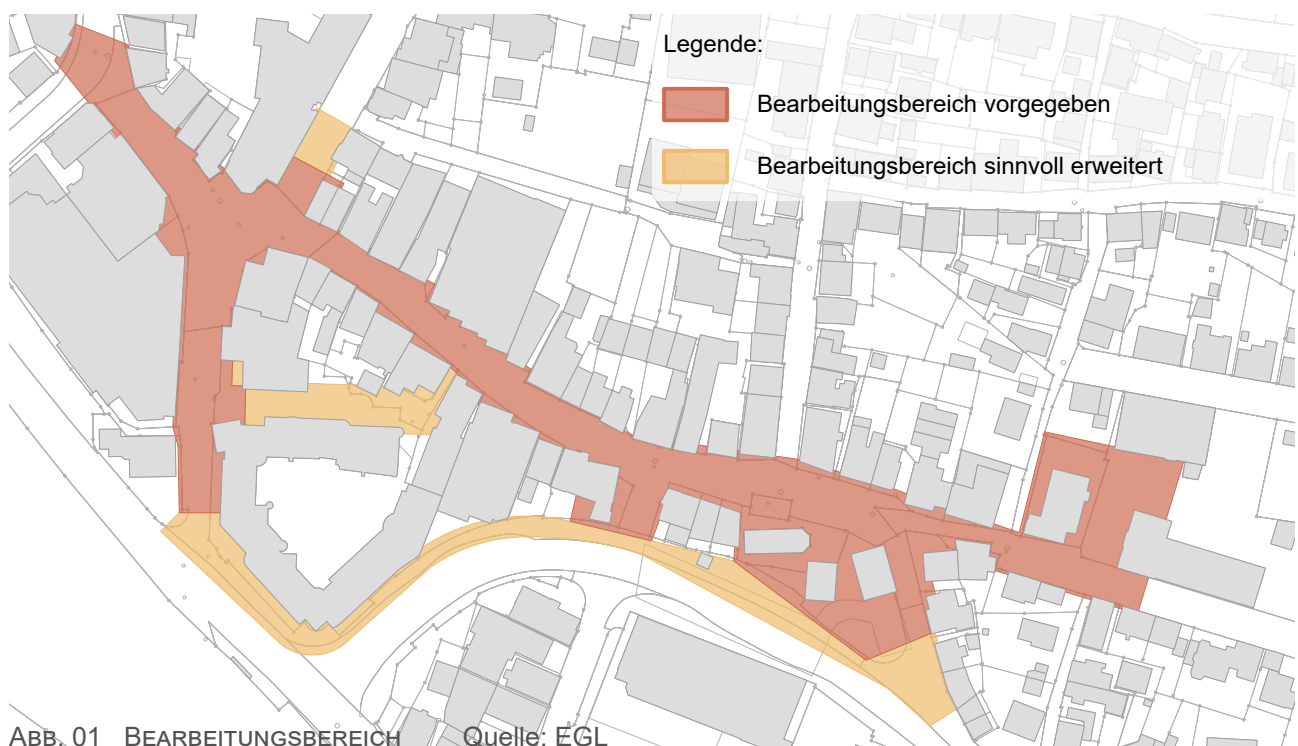 Legende:
Bearbeitungsbereich vorgegeben
Bearbeitungsbereich sinnvoll erweitert
Abb. 01 Bearbeitungsbereich Quelle: EGL